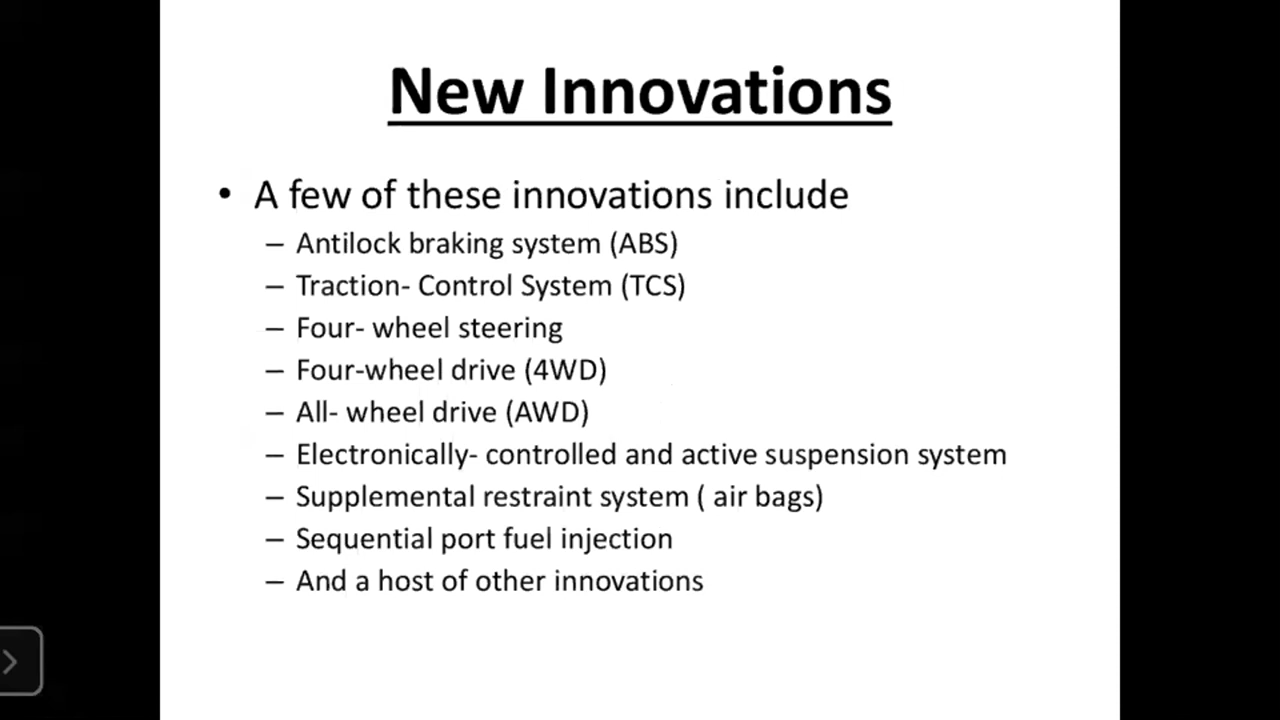 New Innovations
• A few of these innovations include
– Antilock braking system (ABS)
– Traction- Control System (TCS)
– Four- wheel steering
– Four-wheel drive (4WD)
– All- wheel drive (AWD)
– Electronically- controlled and active suspension system
– Supplemental restraint system ( air bags)
– Sequential port fuel injection
– And a host of other innovations